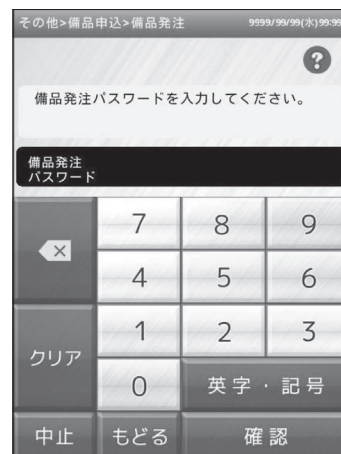 その他>備品申込>備品発注 9999/99/99(水)99:99
?
備品発注パスワードを入力してください。
備品発注
パスワード
7 8 9
4 5 6
クリア
1 2 3
0 英字・記号
中止 もどる 確認